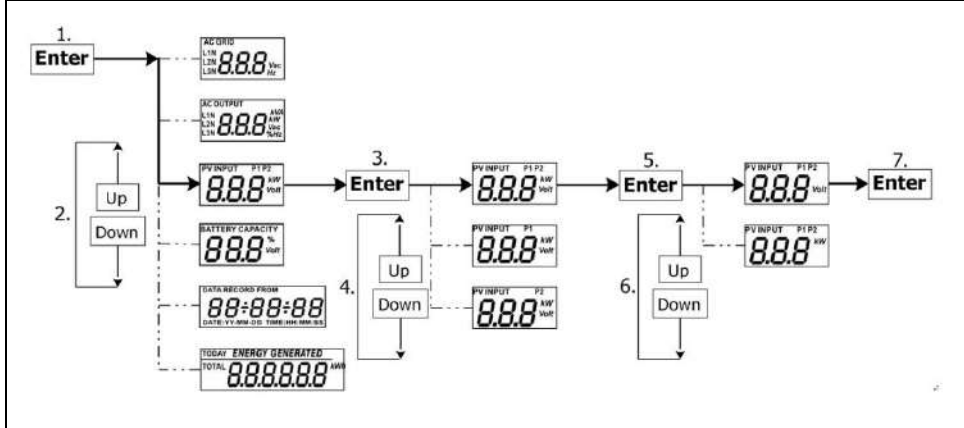 1.
Enter
AC GRID
L1N
L2N
L3N
8.8.8
Vac
Hz
AC OUTPUT
L1N
L2N
L3N
8.8.8
kVA
kW
Vac
%Hz
2.
Up
Down
PV INPUT P1 P2
8.8.8
kW
Volt
3.
Enter
PV INPUT P1 P2
8.8.8
kW
Volt
5.
Enter
PV INPUT P1 P2
8.8.8
Volt
7.
Enter
BATTERY CAPACITY
88.8
%
Volt
4.
Up
Down
PV INPUT P1
8.8.8
kW
Volt
6.
Up
Down
PV INPUT P1 P2
8.8.8
kW
DATA RECORD FROM
88:88:88
DATE:YY-MM-DD TIME:HH:MM:SS
PV INPUT P2
8.8.8
kW
Volt
TODAY ENERGY GENERATED
TOTAL 8.8.8.8.8.8 kWh